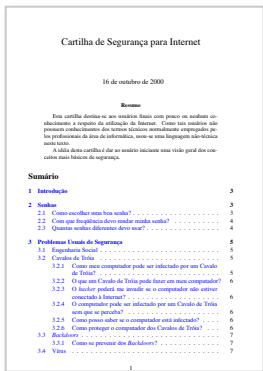 Cartilha de Segurança para Internet
16 de outubro de 2000
Resumo
Esta cartilha destina-se aos usuários finais com pouco ou nenhum co-
nhecimento a respeito da utilização da Internet. Como tais usuários não
possuem conhecimentos dos termos técnicos normalmente empregados pe-
los profissionais da área de informática, usou-se uma linguagem não-técnica
neste texto.
A idéia desta cartilha é dar ao usuário iniciante uma visão geral dos con-
ceitos mais básicos de segurança.
Sumário
1 Introdução 3
2 Senhas 3
2.1 Como escolher uma boa senha? . . . . . . . . . . . . . . . 3
2.2 Com que freqüência devo mudar minha senha? . . . . . . . 4
2.3 Quantas senhas diferentes devo usar? . . . . . . . . . . . . 4
3 Problemas Usuais de Segurança 5
3.1 Engenharia Social . . . . . . . . . . . . . . . . . . . . . . 5
3.2 Cavalos de Tróia . . . . . . . . . . . . . . . . . . . . . . . 5
3.2.1 Como meu computador pode ser infectado por um Cavalo
de Tróia? . . . . . . . . . . . . . . . . . . . . . . 5
3.2.2 O que um Cavalo de Tróia pode fazer em meu computador? 6
3.2.3 O hacker poderá me invadir se o computador não estiver
conectado à Internet? . . . . . . . . . . . . . . . . 6
3.2.4 O computador pode ser infectado por um Cavalo de Tróia
sem que se perceba? . . . . . . . . . . . . . . . . . 6
3.2.5 Como posso saber se o computador está infectado? . . . 6
3.2.6 Como proteger o computador dos Cavalos de Tróia? . . . 6
3.3 Backdoors . . . . . . . . . . . . . . . . . . . . . . . . . . 7
3.3.1 Como se prevenir dos Backdoors? . . . . . . . . . . . 7
3.4 Vírus . . . . . . . . . . . . . . . . . . . . . . . . . . . . 7
1